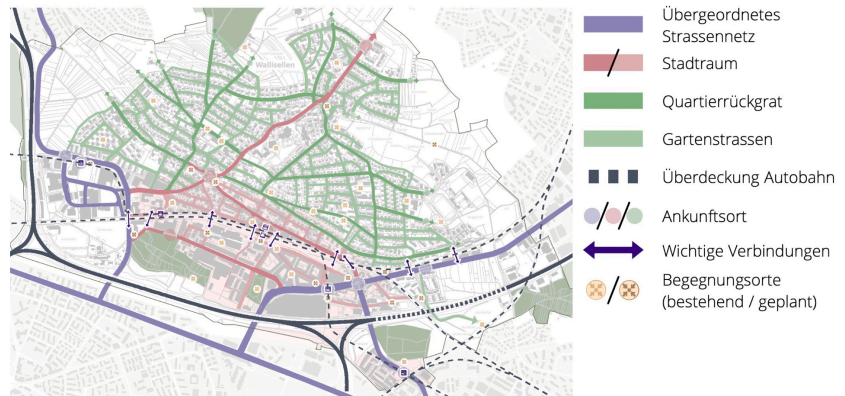 Wallisellen
Übergeordnetes
Strassennetz
Stadtraum
Quartierrückgrat
Gartenstrassen
Überdeckung Autobahn
Ankunftsort
Wichtige Verbindungen
Begegnungsorte
(bestehend / geplant)